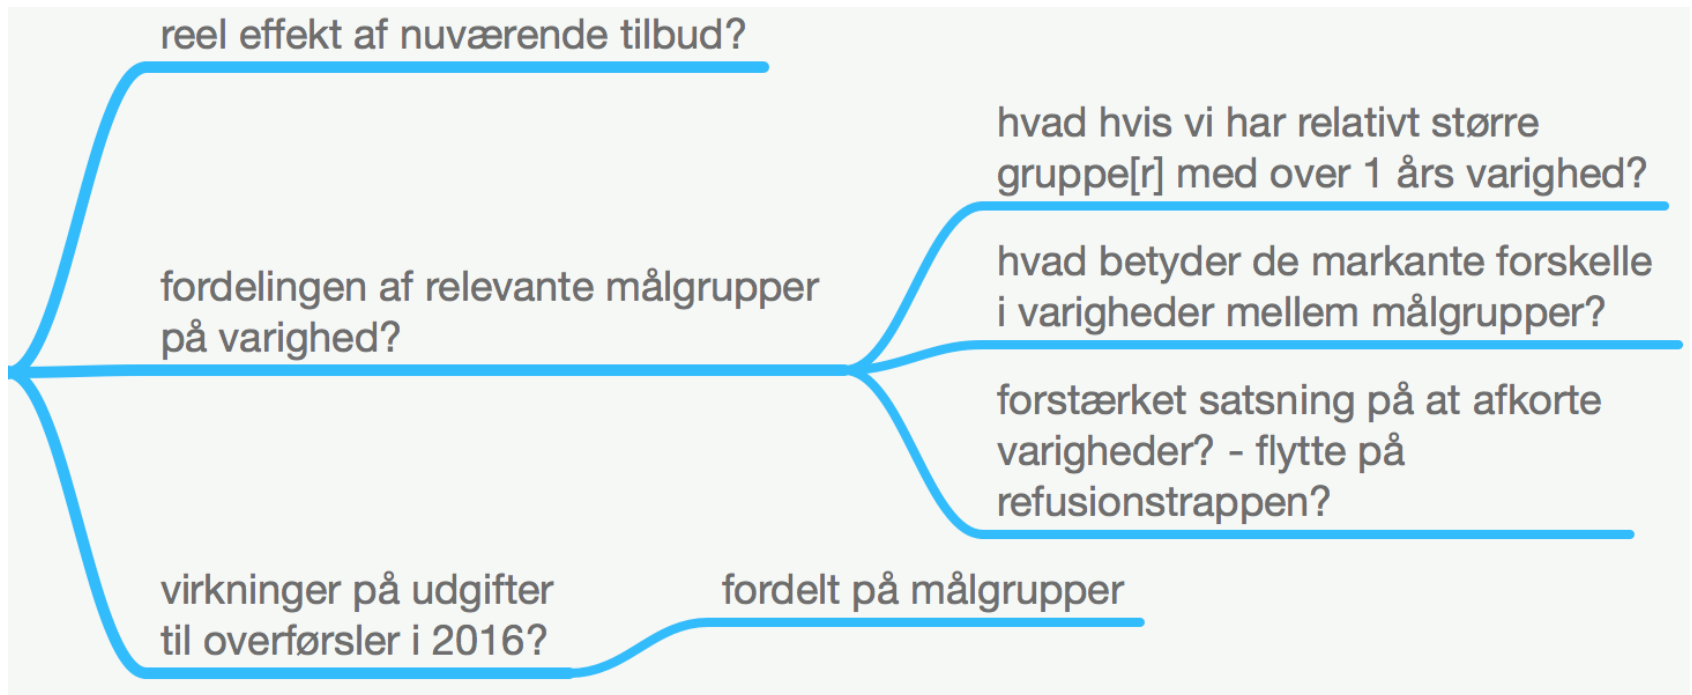 reel effekt af nuværende tilbud?
fordelingen af relevante målgrupper
på varighed?
hvad hvis vi har relativt større
gruppe[r] med over 1 års varighed?
hvad betyder de markante forskelle
i varigheder mellem målgrupper?
forstærket satsning på at afkorte
varigheder? - flytte på
refusionstrappen?
virkninger på udgifter
til overførsler i 2016?
fordelt på målgrupper